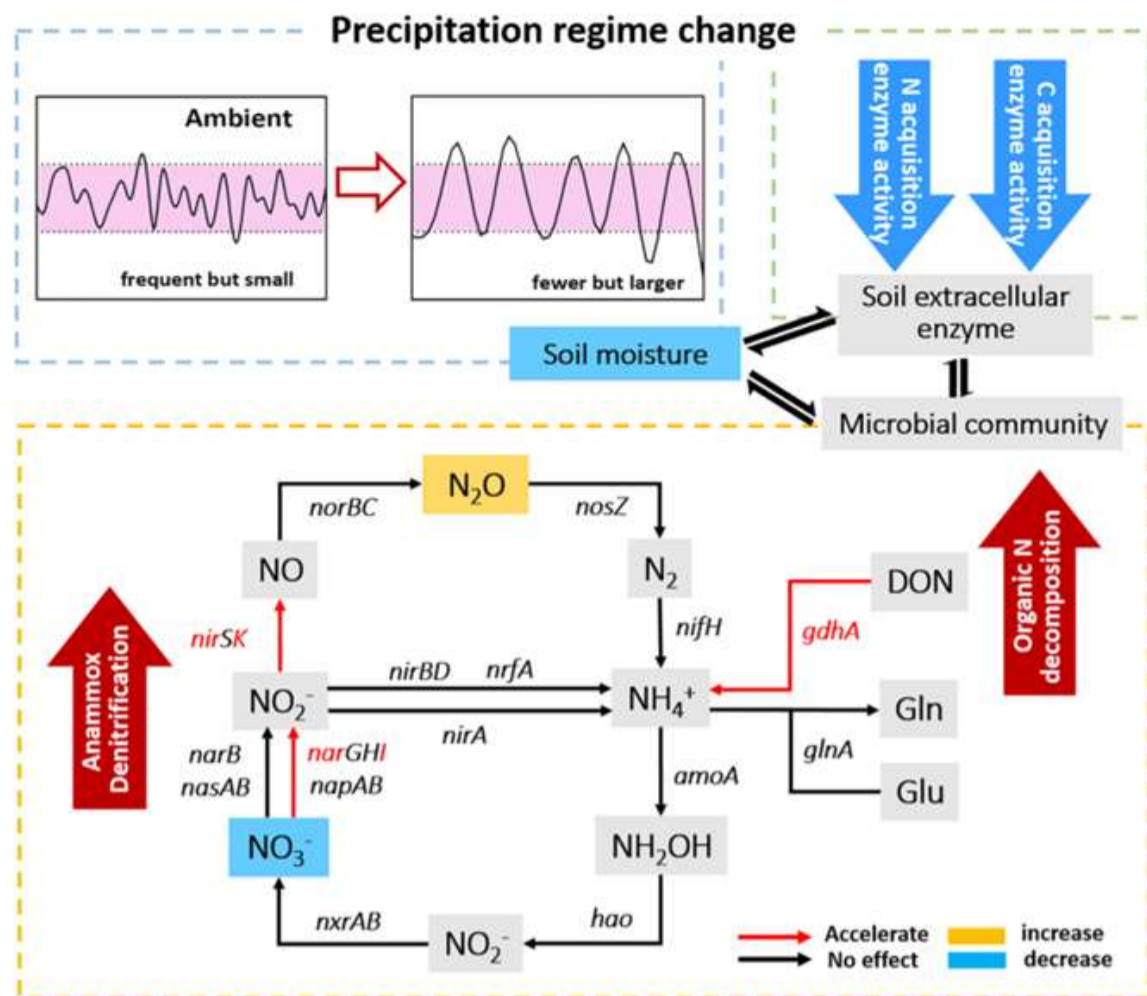 Precipitation regime change
Ambient
frequent but small
fewer but larger
N acquisition
enzyme activity
C acquisition
enzyme activity
Soil extracellular
enzyme
Soil moisture
Microbial community
norBC
N₂O
nosZ
NO
N₂
DON
Organic N
decomposition
Anammox
Denitrification
nirSK
nifH
gdhA
nirBD nrfA
NO₂⁻
NH₄⁺
Gln
nirA
narB
nasAB
narGHI
napAB
amoA
glnA
Glu
NO₃⁻
NH₂OH
nxrAB
hao
NO₂⁻
Accelerate
increase
No effect
decrease